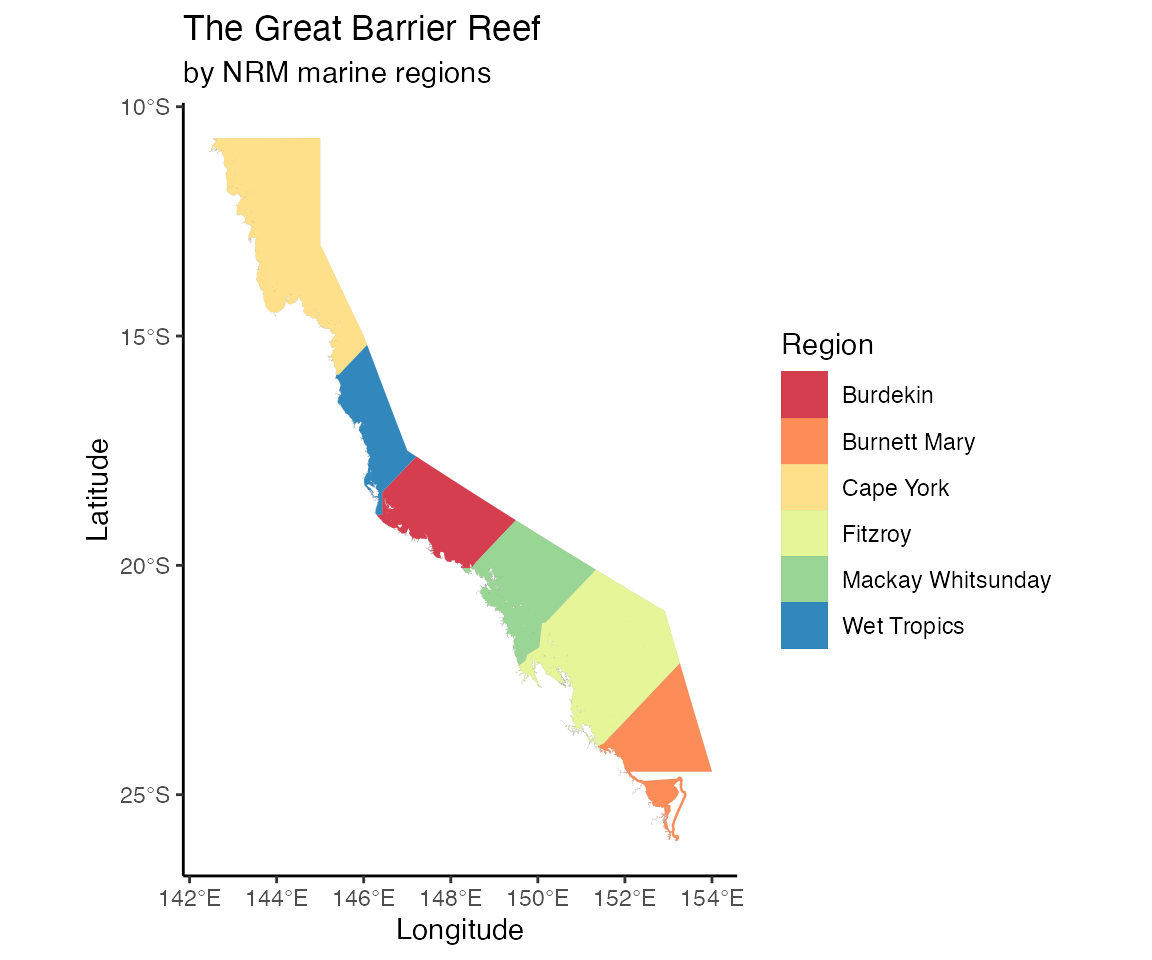 The Great Barrier Reef
by NRM marine regions
10°S
15°S
20°S
25°S
Latitude
142°E 144°E 146°E 148°E 150°E 152°E 154°E
Longitude
Region
Burdekin
Burnett Mary
Cape York
Fitzroy
Mackay Whitsunday
Wet Tropics